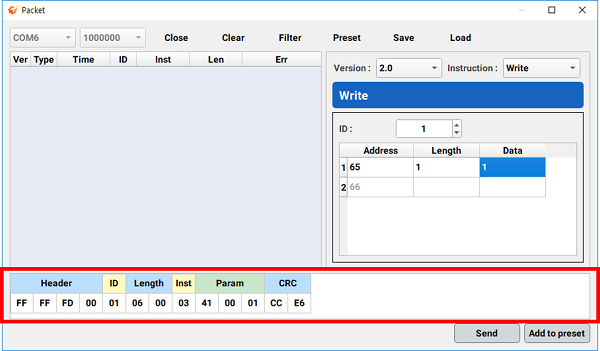 Packet
COM6 1000000 Close Clear Filter Preset Save Load
Ver Type Time ID Inst Len Err
Version : 2.0 Instruction : Write
Write
ID : 1
Address Length Data
1 65 1 1
2 66
Header ID Length Inst Param CRC
FF FF FD 00 01 06 00 03 41 00 01 CC E6
Send Add to preset